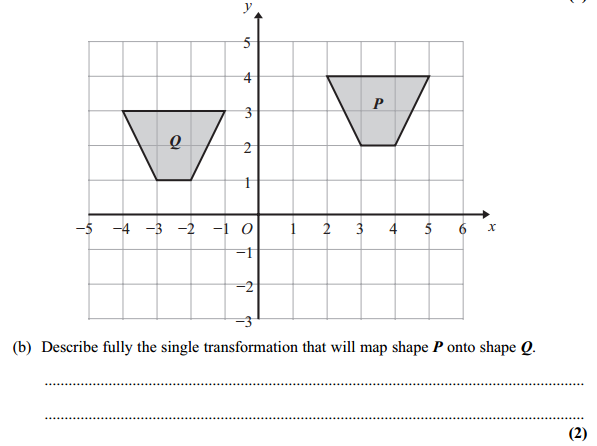 y
5
4
P
3
Q
2
1
−5 −4 −3 −2 −1 O 1 2 3 4 5 6 x
−1
−2
−3
(b) Describe fully the single transformation that will map shape P onto shape Q.
(2)